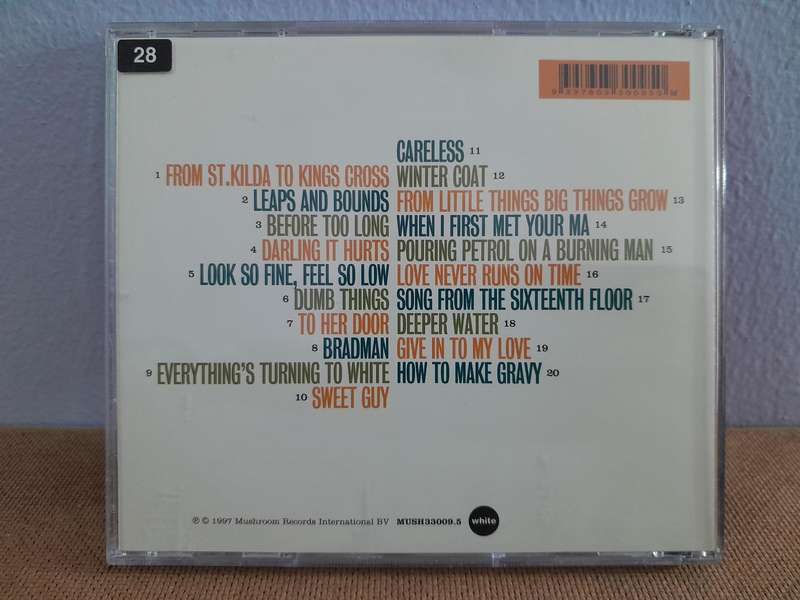 28
1 FROM ST.KILDA TO KINGS CROSS
2 LEAPS AND BOUNDS
3 BEFORE TOO LONG
4 DARLING IT HURTS
5 LOOK SO FINE, FEEL SO LOW
6 DUMB THINGS
7 TO HER DOOR
8 BRADMAN
9 EVERYTHING'S TURNING TO WHITE
10 SWEET GUY
CARELESS 11
WINTER COAT 12
FROM LITTLE THINGS BIG THINGS GROW 13
WHEN I FIRST MET YOUR MA 14
POURING PETROL ON A BURNING MAN 15
LOVE NEVER RUNS ON TIME 16
SONG FROM THE SIXTEENTH FLOOR 17
DEEPER WATER 18
GIVE IN TO MY LOVE 19
HOW TO MAKE GRAVY 20
℗ © 1997 Mushroom Records International BV MUSH33009.5 white